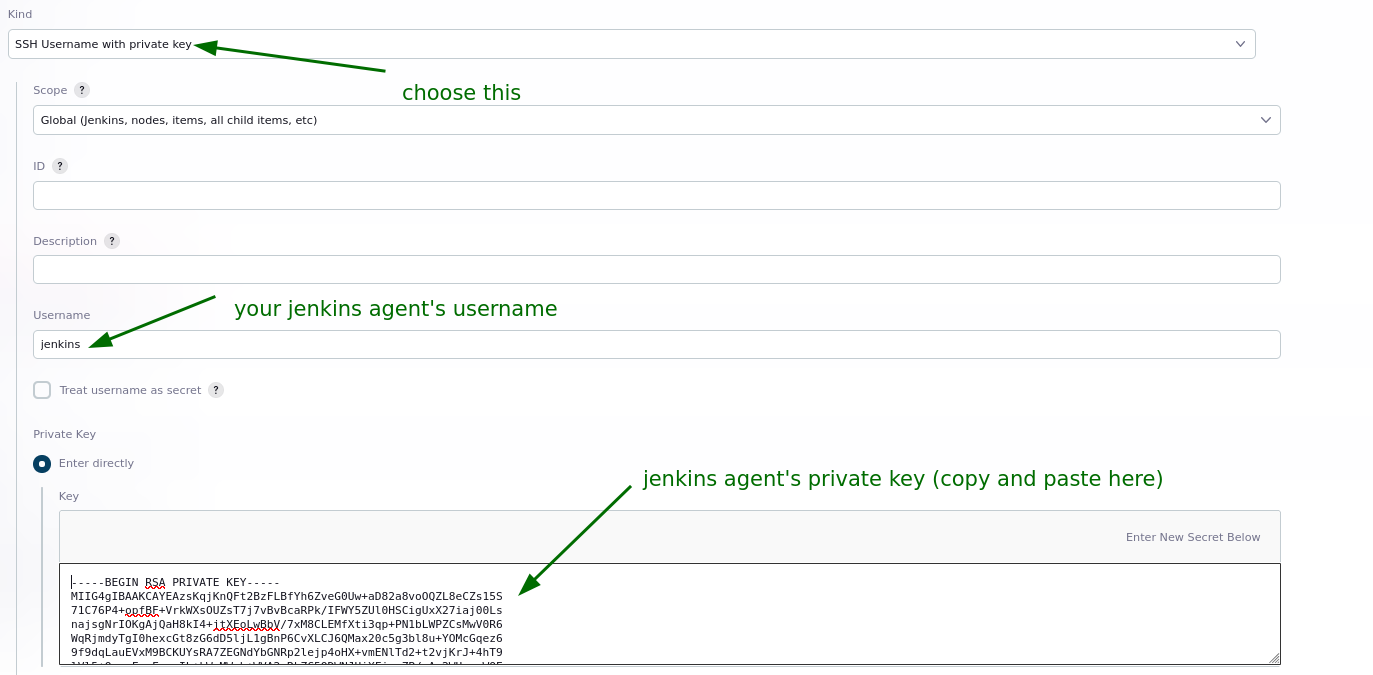 Kind
SSH Username with private key
choose this
Scope ?
Global (Jenkins, nodes, items, all child items, etc)
ID ?
Description ?
your jenkins agent's username
Username
jenkins
Treat username as secret ?
Private Key
Enter directly
jenkins agent's private key (copy and paste here)
Key
Enter New Secret Below
-----BEGIN RSA PRIVATE KEY-----
MIIG4gIBAAKCAYEAzsKqjKnQFt2BzFLBfYh6ZveG0Uw+aD82a8voOQZL8eCZs15S
71C76P4+opfBF+VrkWXsOUZsT7j7vBvBcaRPk/IFWY5ZUl0HSCigUxX27iaj00Ls
najsgNrIOKgAjQaH8kI4+jtXEoLwBbV/7xM8CLEMfXti3qp+PN1bLWPZCsMwV0R6
WqRjmdyTgI0hexcGt8zG6dD5ljL1gBnP6CvXLCJ6QMax20c5g3bl8u+YOMcGqez6
9f9dqLauEVxM9BCKUYsRA7ZEGNdYbGNRp2lejp4oHX+vmENlTd2+t2vjKrJ+4hT9